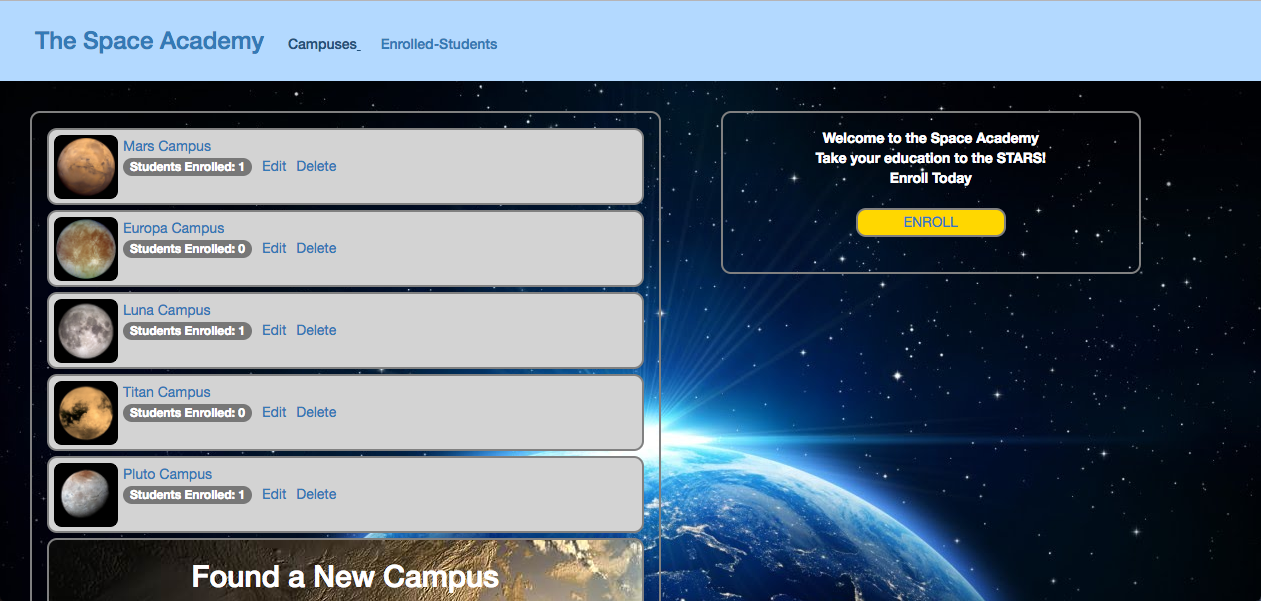 The Space Academy Campuses Enrolled-Students
Mars Campus
Students Enrolled: 1 Edit Delete
Europa Campus
Students Enrolled: 0 Edit Delete
Luna Campus
Students Enrolled: 1 Edit Delete
Titan Campus
Students Enrolled: 0 Edit Delete
Pluto Campus
Students Enrolled: 1 Edit Delete
Found a New Campus
Welcome to the Space Academy
Take your education to the STARS!
Enroll Today
ENROLL